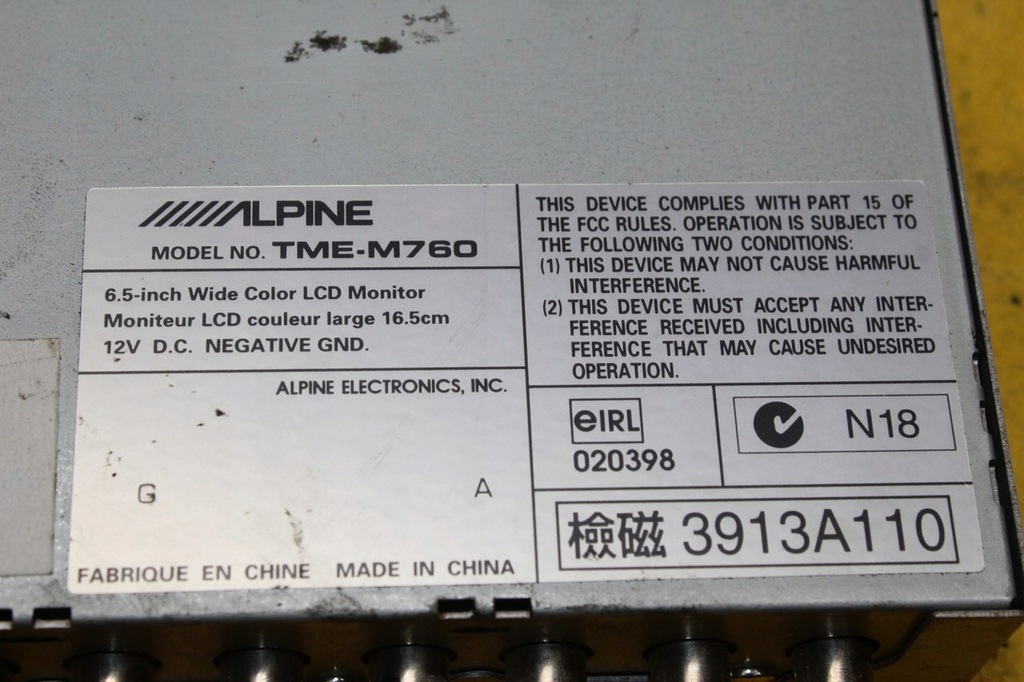 ALPINE
MODEL NO. TME-M760
6.5-inch Wide Color LCD Monitor
Moniteur LCD couleur large 16.5cm
12V D.C. NEGATIVE GND.
ALPINE ELECTRONICS, INC.
G A
FABRIQUE EN CHINE MADE IN CHINA
THIS DEVICE COMPLIES WITH PART 15 OF
THE FCC RULES. OPERATION IS SUBJECT TO
THE FOLLOWING TWO CONDITIONS:
(1) THIS DEVICE MAY NOT CAUSE HARMFUL
INTERFERENCE.
(2) THIS DEVICE MUST ACCEPT ANY INTER-
FERENCE RECEIVED INCLUDING INTER-
FERENCE THAT MAY CAUSE UNDESIRED
OPERATION.
eIRL
020398
N18
檢磁 3913A110